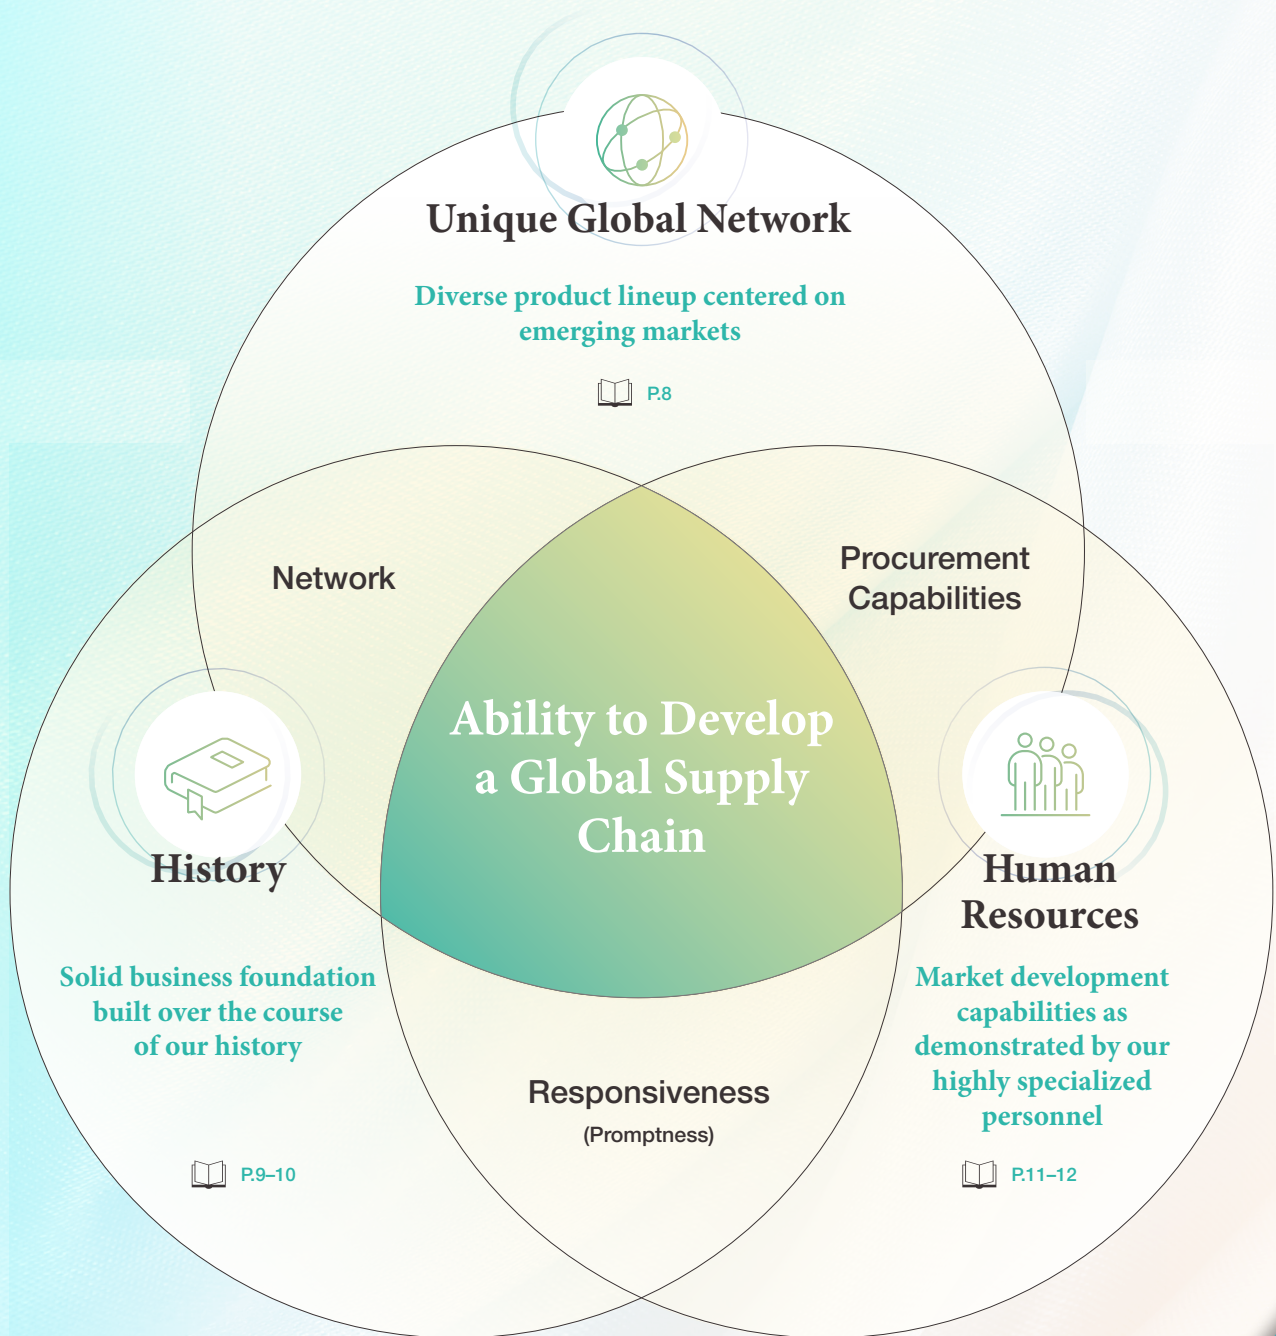 Unique Global Network
Diverse product lineup centered on
emerging markets
P.8
Network
Procurement
Capabilities
Ability to Develop
a Global Supply
Chain
History
Solid business foundation
built over the course
of our history
P.9–10
Human
Resources
Market development
capabilities as
demonstrated by our
highly specialized
personnel
P.11–12
Responsiveness
(Promptness)